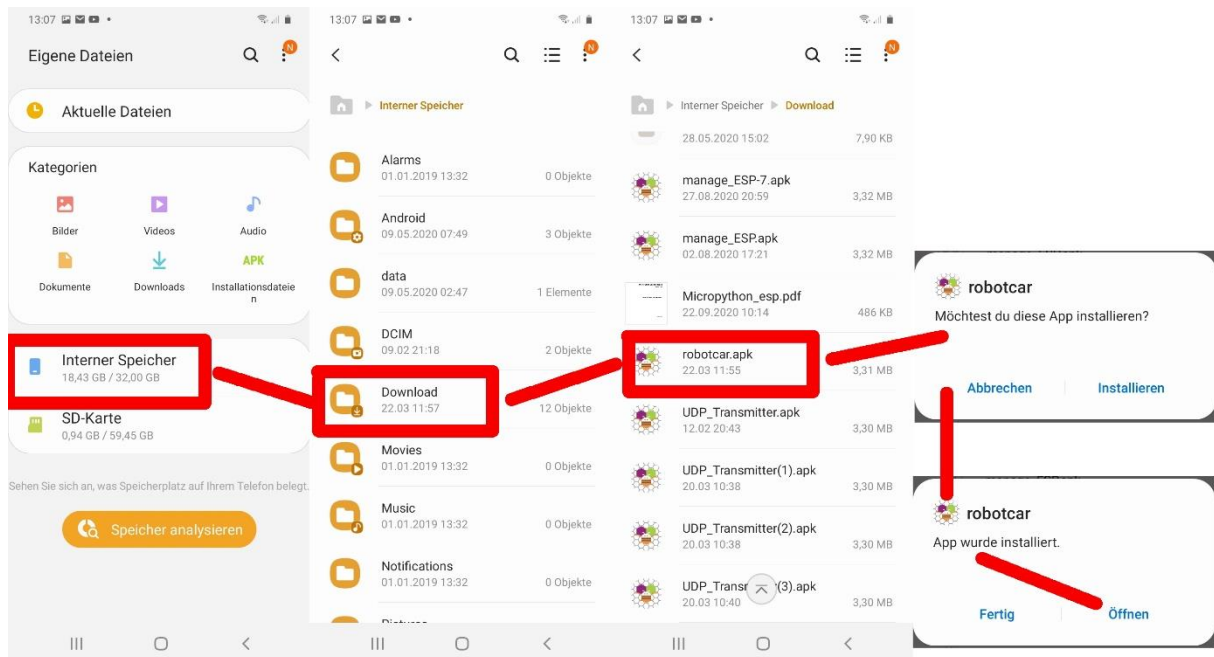 13:07
Eigene Dateien
N
Aktuelle Dateien
Kategorien
Bilder
Videos
Audio
APK
Dokumente
Downloads
Installationsdateie
n
Interner Speicher
18,43 GB / 32,00 GB
SD-Karte
0,94 GB / 59,45 GB
Sehen Sie sich an, was Speicherplatz auf Ihrem Telefon belegt.
Speicher analysieren
13:07
N
Interner Speicher
Alarms
01.01.2019 13:32
0 Objekte
Android
09.05.2020 07:49
3 Objekte
data
09.05.2020 02:47
1 Elemente
DCIM
09.02 21:18
2 Objekte
Download
22.03 11:57
12 Objekte
Movies
01.01.2019 13:32
0 Objekte
Music
01.01.2019 13:32
0 Objekte
Notifications
01.01.2019 13:32
0 Objekte
13:07
N
Interner Speicher Download
28.05.2020 15:02
7,90 KB
manage_ESP-7.apk
27.08.2020 20:59
3,32 MB
manage_ESP.apk
02.08.2020 17:21
3,32 MB
Micropython_esp.pdf
22.09.2020 10:14
486 KB
robotcar.apk
22.03 11:55
3,31 MB
UDP_Transmitter.apk
12.02 20:43
3,30 MB
UDP_Transmitter(1).apk
20.03 10:38
3,30 MB
UDP_Transmitter(2).apk
20.03 10:38
3,30 MB
(3).apk
20.03 10:40
3,30 MB
robotcar
Möchtest du diese App installieren?
Abbrechen
Installieren
robotcar
App wurde installiert.
Fertig
Öffnen